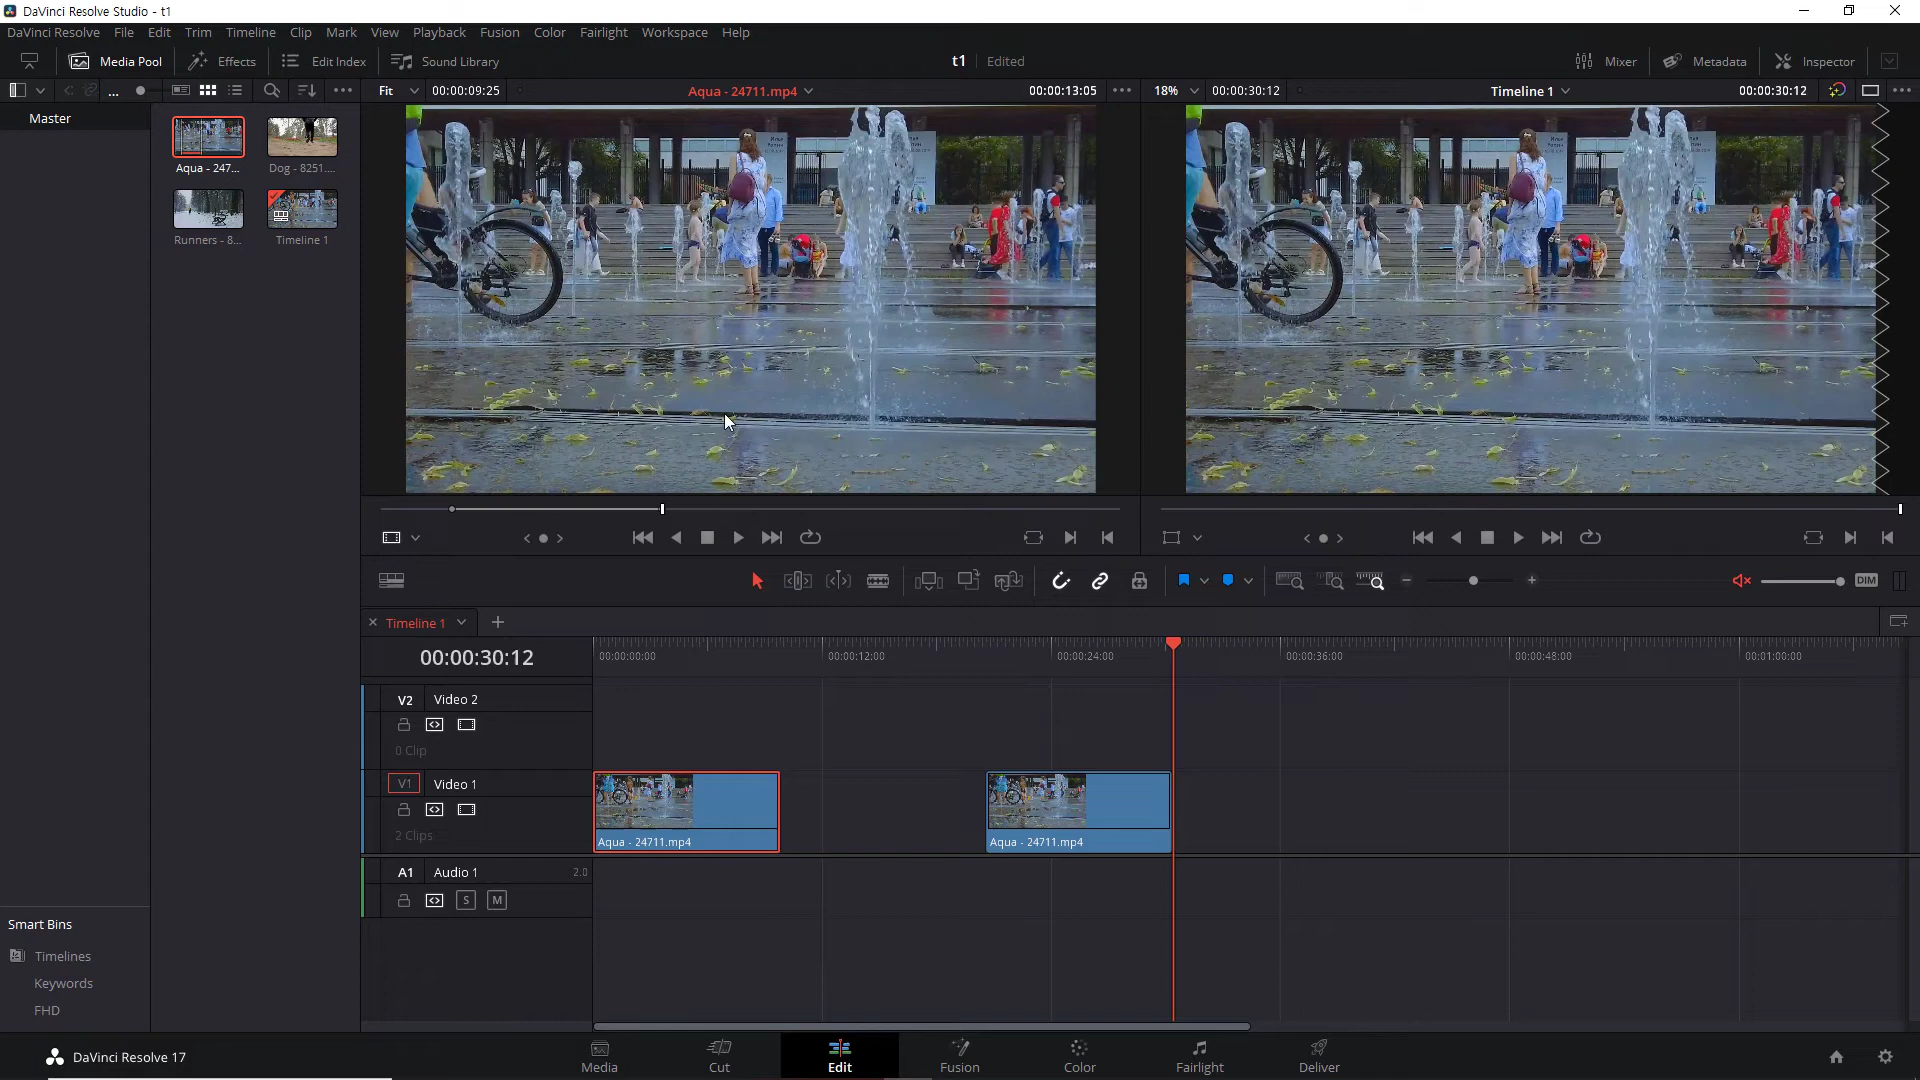 DaVinci Resolve Studio - t1
DaVinci Resolve File Edit Trim Timeline Clip Mark View Playback Fusion Color Fairlight Workspace Help
Media Pool Effects Edit Index Sound Library t1 Edited Mixer Metadata Inspector
... Fit 00:00:09:25 Aqua - 24711.mp4 00:00:13:05 ... 18% 00:00:30:12 Timeline 1 00:00:30:12 ...
Master
Aqua - 247... Dog - 8251....
Runners - 8... Timeline 1
DIM
Timeline 1
00:00:30:12 00:00:00:00 00:00:12:00 00:00:24:00 00:00:36:00 00:00:48:00 00:01:00:00
V2 Video 2
0 Clip
V1 Video 1
2 Clips
Aqua - 24711.mp4 Aqua - 24711.mp4
A1 Audio 1 2.0
S M
Smart Bins
Timelines
Keywords
FHD
DaVinci Resolve 17
Media Cut Edit Fusion Color Fairlight Deliver